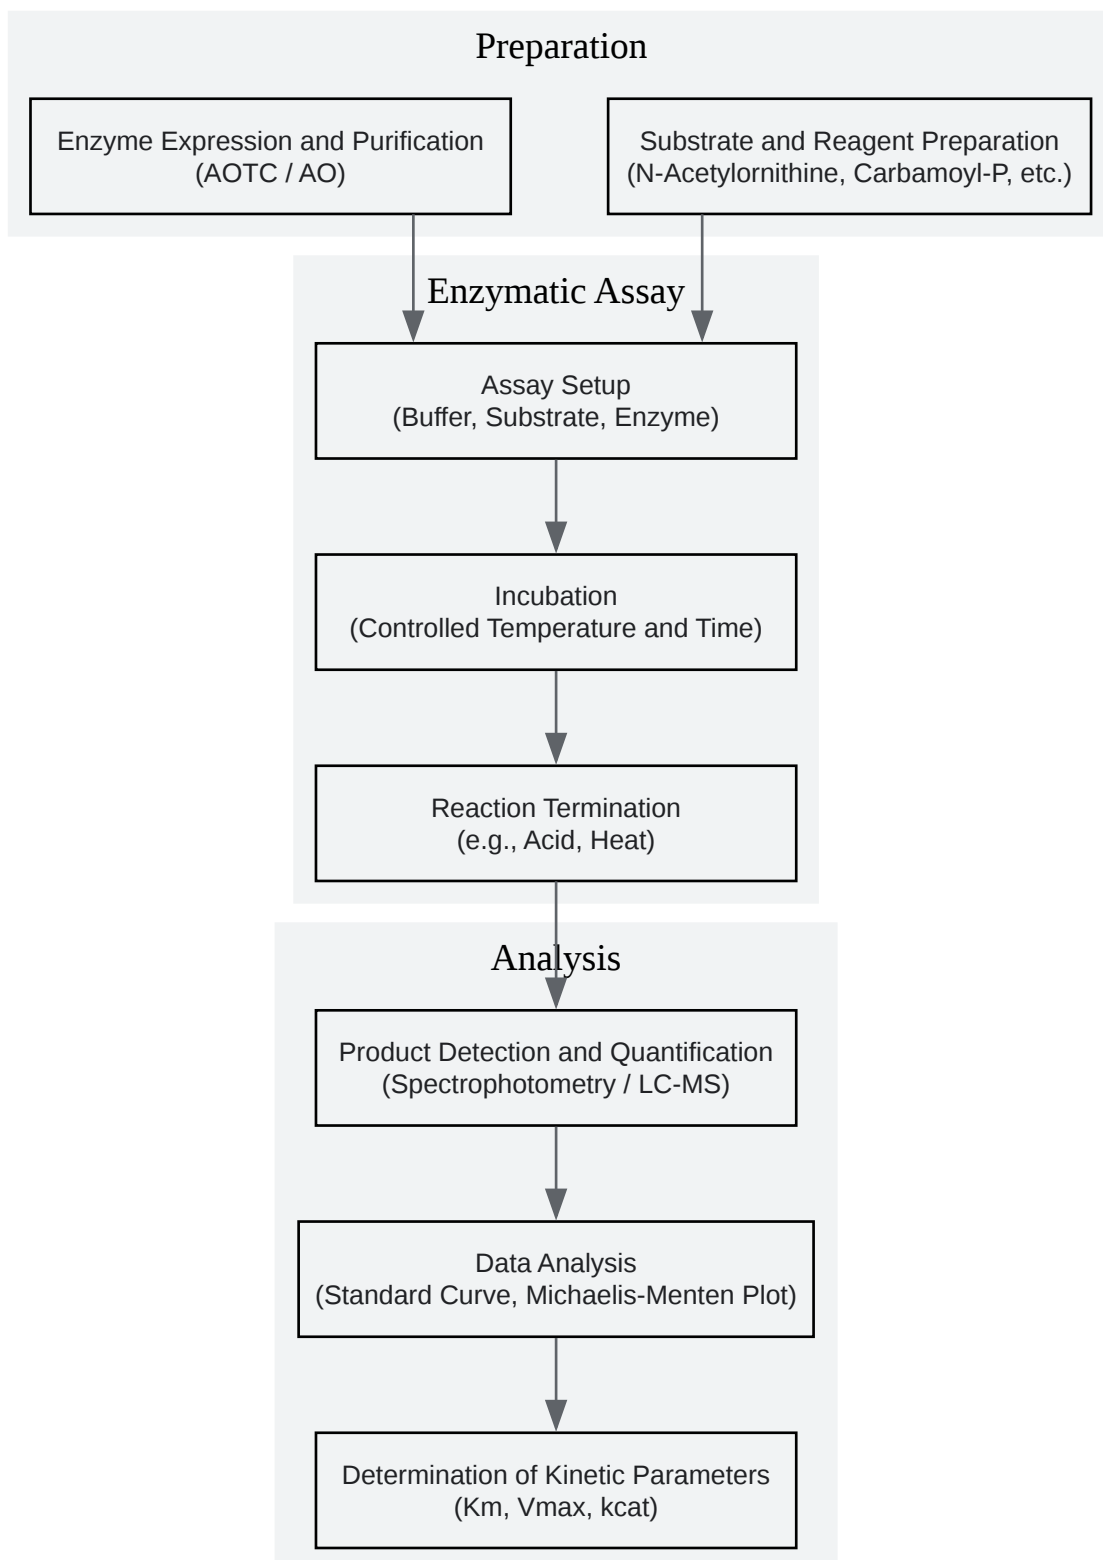 Preparation
Enzyme Expression and Purification
(AOTC / AO)
Substrate and Reagent Preparation
(N-Acetylornithine, Carbamoyl-P, etc.)
Enzymatic Assay
Assay Setup
(Buffer, Substrate, Enzyme)
Incubation
(Controlled Temperature and Time)
Reaction Termination
(e.g., Acid, Heat)
Analysis
Product Detection and Quantification
(Spectrophotometry / LC-MS)
Data Analysis
(Standard Curve, Michaelis-Menten Plot)
Determination of Kinetic Parameters
(Km, Vmax, kcat)